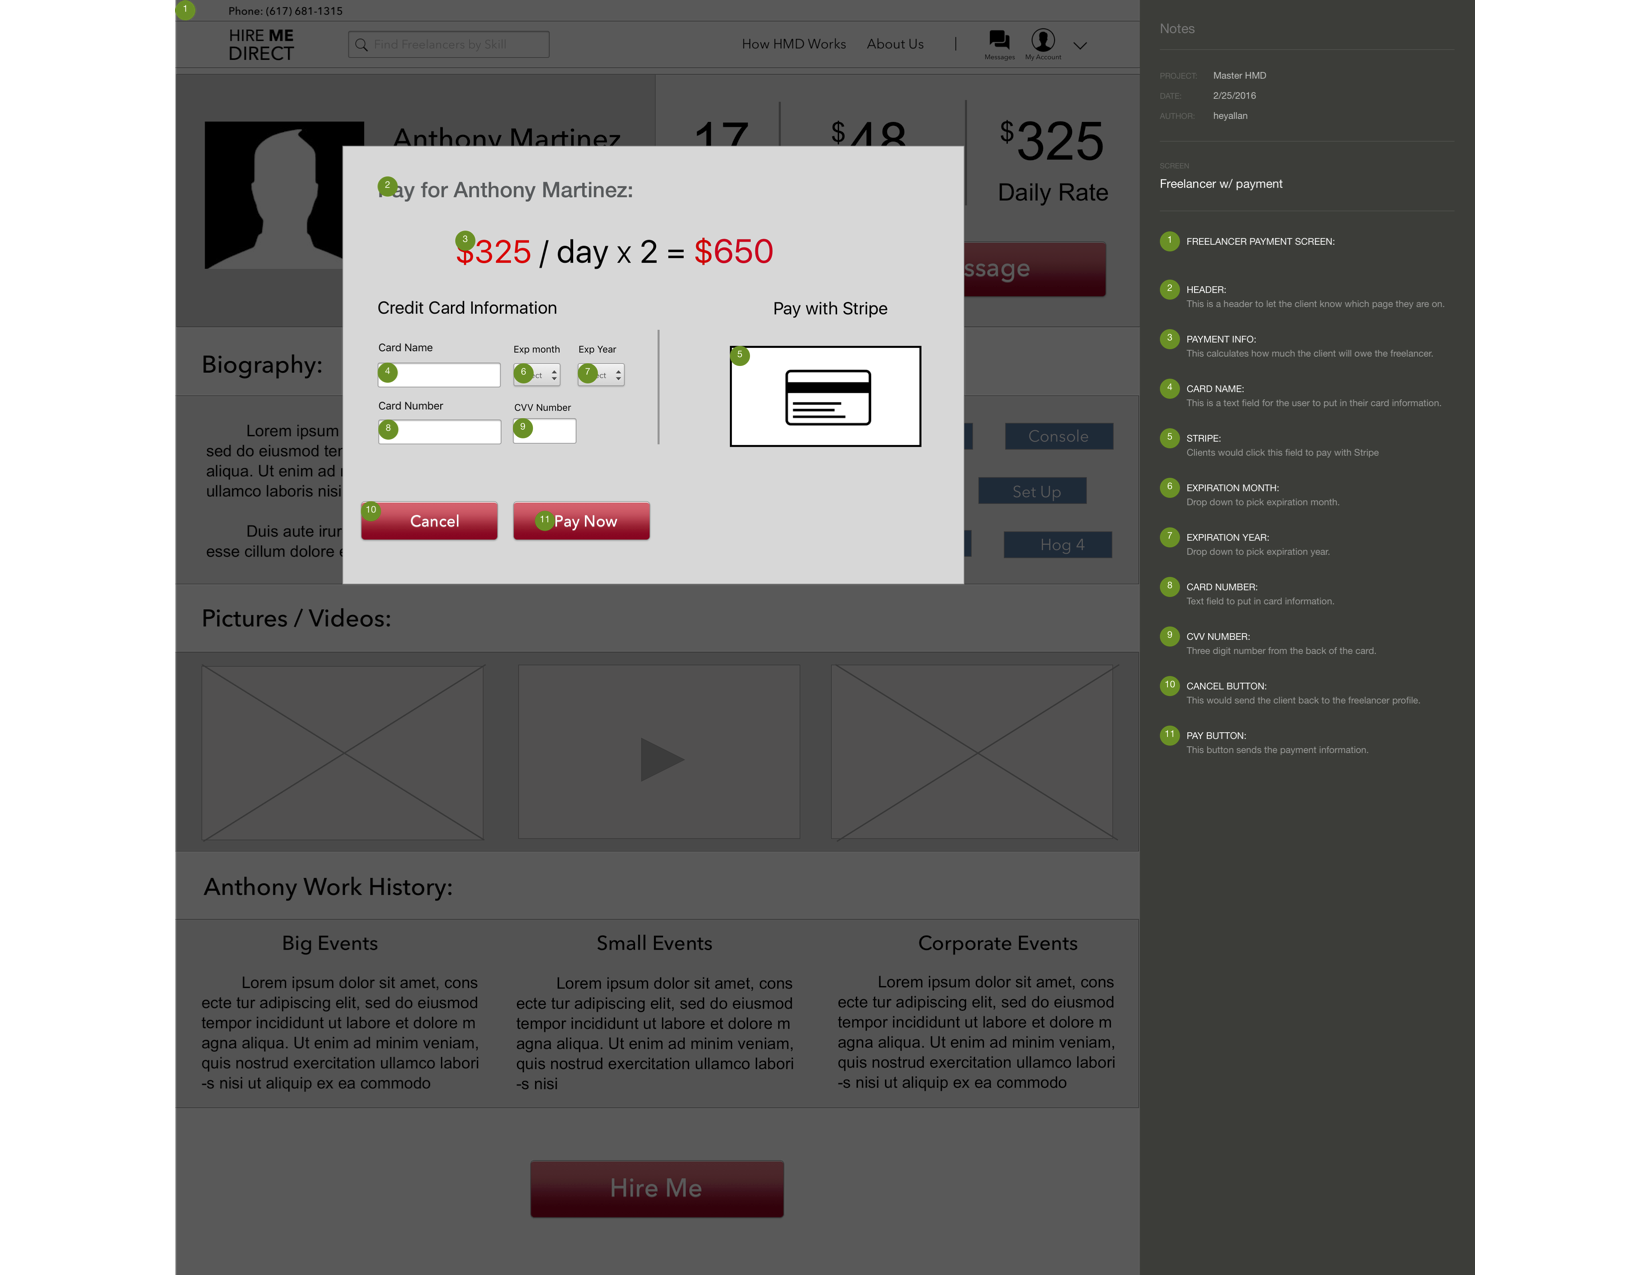 1
Phone: (617) 681-1315
HIRE ME
DIRECT
Find Freelancers by Skill
How HMD Works
About Us
Messages
My Account
Anthony Martinez
17
$48
$325
Daily Rate
ssage
2
Pay for Anthony Martinez:
3
$325 / day x 2 = $650
Credit Card Information
Pay with Stripe
Card Name
Exp month
Exp Year
4
6
ct
7
ct
5
Card Number
CVV Number
8
9
10
Cancel
11
Pay Now
Biography:
Lorem ipsum
sed do eiusmod ter
aliqua. Ut enim ad
ullamco laboris nisi
Duis aute irur
esse cillum dolore
Console
Set Up
Hog 4
Pictures / Videos:
Anthony Work History:
Big Events
Lorem ipsum dolor sit amet, cons
ecte tur adipiscing elit, sed do eiusmod
tempor incididunt ut labore et dolore m
agna aliqua. Ut enim ad minim veniam,
quis nostrud exercitation ullamco labori
-s nisi ut aliquip ex ea commodo
Small Events
Lorem ipsum dolor sit amet, cons
ecte tur adipiscing elit, sed do eiusmod
tempor incididunt ut labore et dolore m
agna aliqua. Ut enim ad minim veniam,
quis nostrud exercitation ullamco labori
-s nisi
Corporate Events
Lorem ipsum dolor sit amet, cons
ecte tur adipiscing elit, sed do eiusmod
tempor incididunt ut labore et dolore m
agna aliqua. Ut enim ad minim veniam,
quis nostrud exercitation ullamco labori
-s nisi ut aliquip ex ea commodo
Hire Me
Notes
PROJECT: Master HMD
DATE: 2/25/2016
AUTHOR: heyallan
SCREEN
Freelancer w/ payment
1 FREELANCER PAYMENT SCREEN:
2 HEADER:
This is a header to let the client know which page they are on.
3 PAYMENT INFO:
This calculates how much the client will owe the freelancer.
4 CARD NAME:
This is a text field for the user to put in their card information.
5 STRIPE:
Clients would click this field to pay with Stripe
6 EXPIRATION MONTH:
Drop down to pick expiration month.
7 EXPIRATION YEAR:
Drop down to pick expiration year.
8 CARD NUMBER:
Text field to put in card information.
9 CVV NUMBER:
Three digit number from the back of the card.
10 CANCEL BUTTON:
This would send the client back to the freelancer profile.
11 PAY BUTTON:
This button sends the payment information.